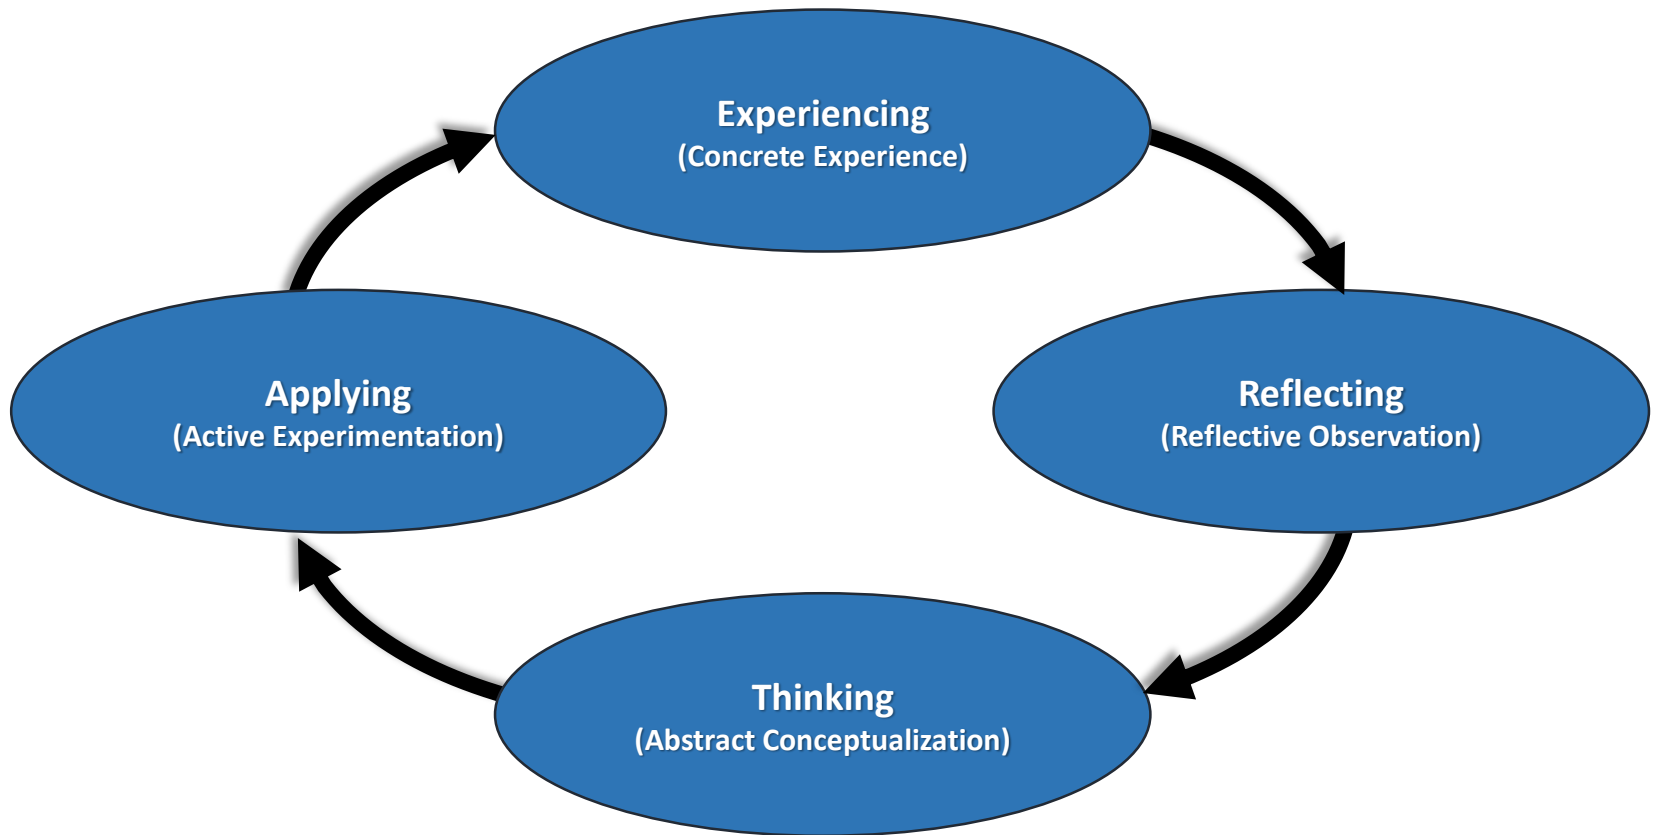 Experiencing
(Concrete Experience)
Reflecting
(Reflective Observation)
Thinking
(Abstract Conceptualization)
Applying
(Active Experimentation)